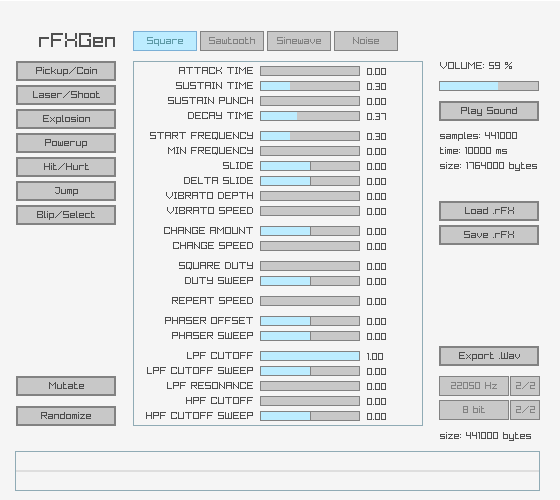 rFXGen
Square Sawtooth Sinewave Noise
Pickup/Coin
Laser/Shoot
Explosion
Powerup
Hit/Hurt
Jump
Blip/Select
Mutate
Randomize
ATTACK TIME 0.00
SUSTAIN TIME 0.30
SUSTAIN PUNCH 0.00
DECAY TIME 0.37
START FREQUENCY 0.30
MIN FREQUENCY 0.00
SLIDE 0.00
DELTA SLIDE 0.00
VIBRATO DEPTH 0.00
VIBRATO SPEED 0.00
CHANGE AMOUNT 0.00
CHANGE SPEED 0.00
SQUARE DUTY 0.00
DUTY SWEEP 0.00
REPEAT SPEED 0.00
PHASER OFFSET 0.00
PHASER SWEEP 0.00
LPF CUTOFF 1.00
LPF CUTOFF SWEEP 0.00
LPF RESONANCE 0.00
HPF CUTOFF 0.00
HPF CUTOFF SWEEP 0.00
VOLUME: 59 %
Play Sound
samples: 441000
time: 10000 ms
size: 1764000 bytes
Load .rFX
Save .rFX
Export .Wav
22050 Hz 2/2
8 bit 2/2
size: 441000 bytes